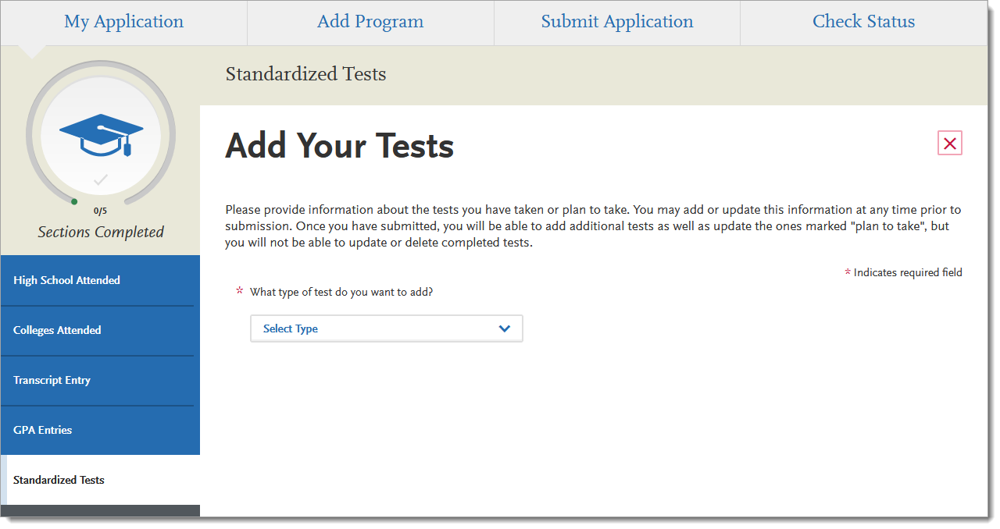 My Application
Add Program
Submit Application
Check Status
0/5
Sections Completed
High School Attended
Colleges Attended
Transcript Entry
GPA Entries
Standardized Tests
Standardized Tests
Add Your Tests
Please provide information about the tests you have taken or plan to take. You may add or update this information at any time prior to
submission. Once you have submitted, you will be able to add additional tests as well as update the ones marked "plan to take", but
you will not be able to update or delete completed tests.
* Indicates required field
* What type of test do you want to add?
Select Type